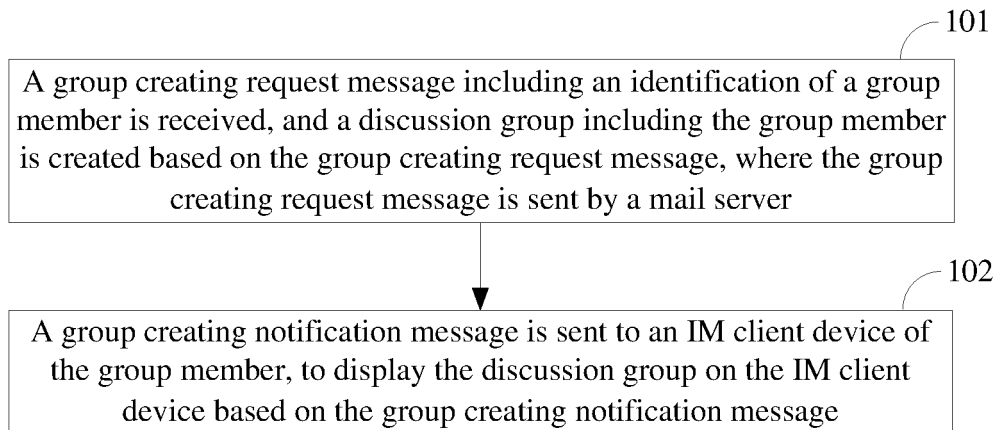 101
A group creating request message including an identification of a group
member is received, and a discussion group including the group member
is created based on the group creating request message, where the group
creating request message is sent by a mail server
102
A group creating notification message is sent to an IM client device of
the group member, to display the discussion group on the IM client
device based on the group creating notification message